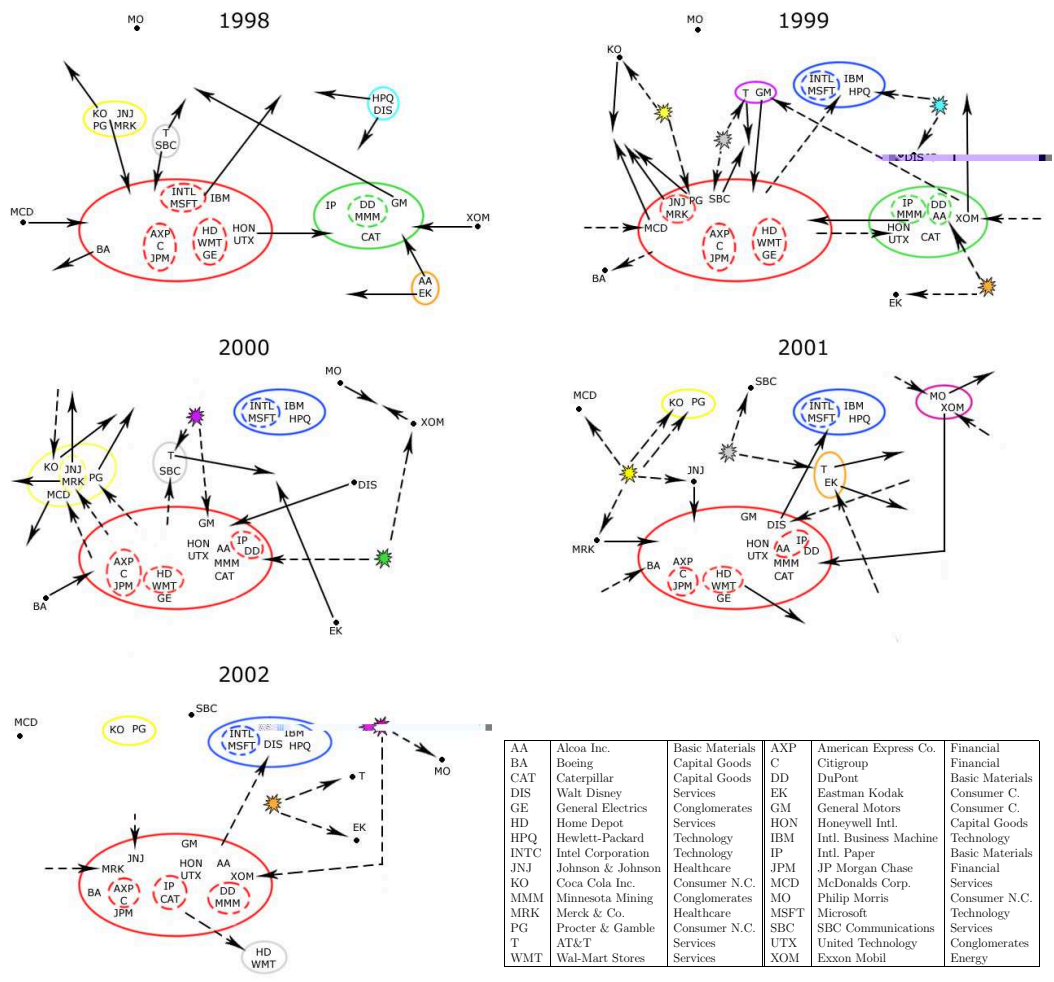 1998
MO
KO JNJ
PG MRK
T
SBC
HPQ
DIS
INTL
MSFT
IBM
MCD
BA
AXP
C
JPM
HD
WMT
GE
HON
UTX
IP
DD
MMM
GM
CAT
XOM
AA
EK
1999
MO
KO
T GM
INTL
MSFT
IBM
HPQ
DIS
JNJ
MRK
PG
SBC
MCD
AXP
C
JPM
HD
WMT
GE
BA
IP
MMM
DD
AA
XOM
HON
UTX
CAT
EK
2000
MO
INTL
MSFT
IBM
HPQ
XOM
KO
JNJ
MRK
PG
MCD
T
SBC
DIS
GM
HON
UTX
AA
IP
DD
MMM
CAT
AXP
C
JPM
HD
WMT
GE
BA
EK
2001
MCD
KO PG
SBC
INTL
MSFT
IBM
HPQ
MO
XOM
T
EK
JNJ
MRK
GM
DIS
HON
UTX
AA
IP
DD
MMM
CAT
BA
AXP
C
JPM
HD
WMT
GE
2002
MCD
KO PG
SBC
INTL
MSFT
DIS
IBM
HPQ
MO
T
EK
JNJ
MRK
GM
HON
UTX
AA
XOM
BA
AXP
C
JPM
IP
CAT
DD
MMM
HD
WMT
AA Alcoa Inc. Basic Materials AXP American Express Co. Financial
BA Boeing Capital Goods C Citigroup Financial
CAT Caterpillar Capital Goods DD DuPont Basic Materials
DIS Walt Disney Services EK Eastman Kodak Consumer C.
GE General Electrics Conglomerates GM General Motors Consumer C.
HD Home Depot Services HON Honeywell Intl. Capital Goods
HPQ Hewlett-Packard Technology IBM Intl. Business Machine Technology
INTC Intel Corporation Technology IP Intl. Paper Basic Materials
JNJ Johnson & Johnson Healthcare JPM JP Morgan Chase Financial
KO Coca Cola Inc. Consumer N.C. MCD McDonalds Corp. Services
MMM Minnesota Mining Conglomerates MO Philip Morris Consumer N.C.
MRK Merck & Co. Healthcare MSFT Microsoft Technology
PG Procter & Gamble Consumer N.C. SBC SBC Communications Services
T AT&T Services UTX United Technology Conglomerates
WMT Wal-Mart Stores Services XOM Exxon Mobil Energy